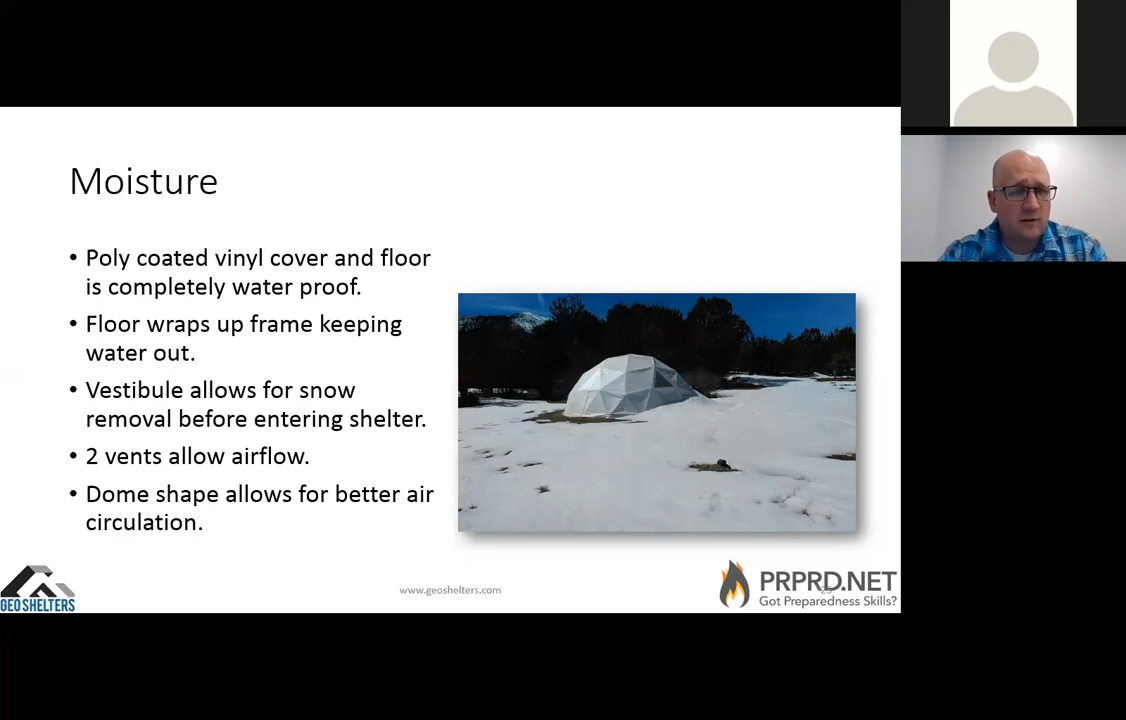 Moisture
• Poly coated vinyl cover and floor
is completely water proof.
• Floor wraps up frame keeping
water out.
• Vestibule allows for snow
removal before entering shelter.
• 2 vents allow airflow.
• Dome shape allows for better air
circulation.
GEO SHELTERS
www.geoshelters.com
PRPRD.NET
Got Preparedness Skills?